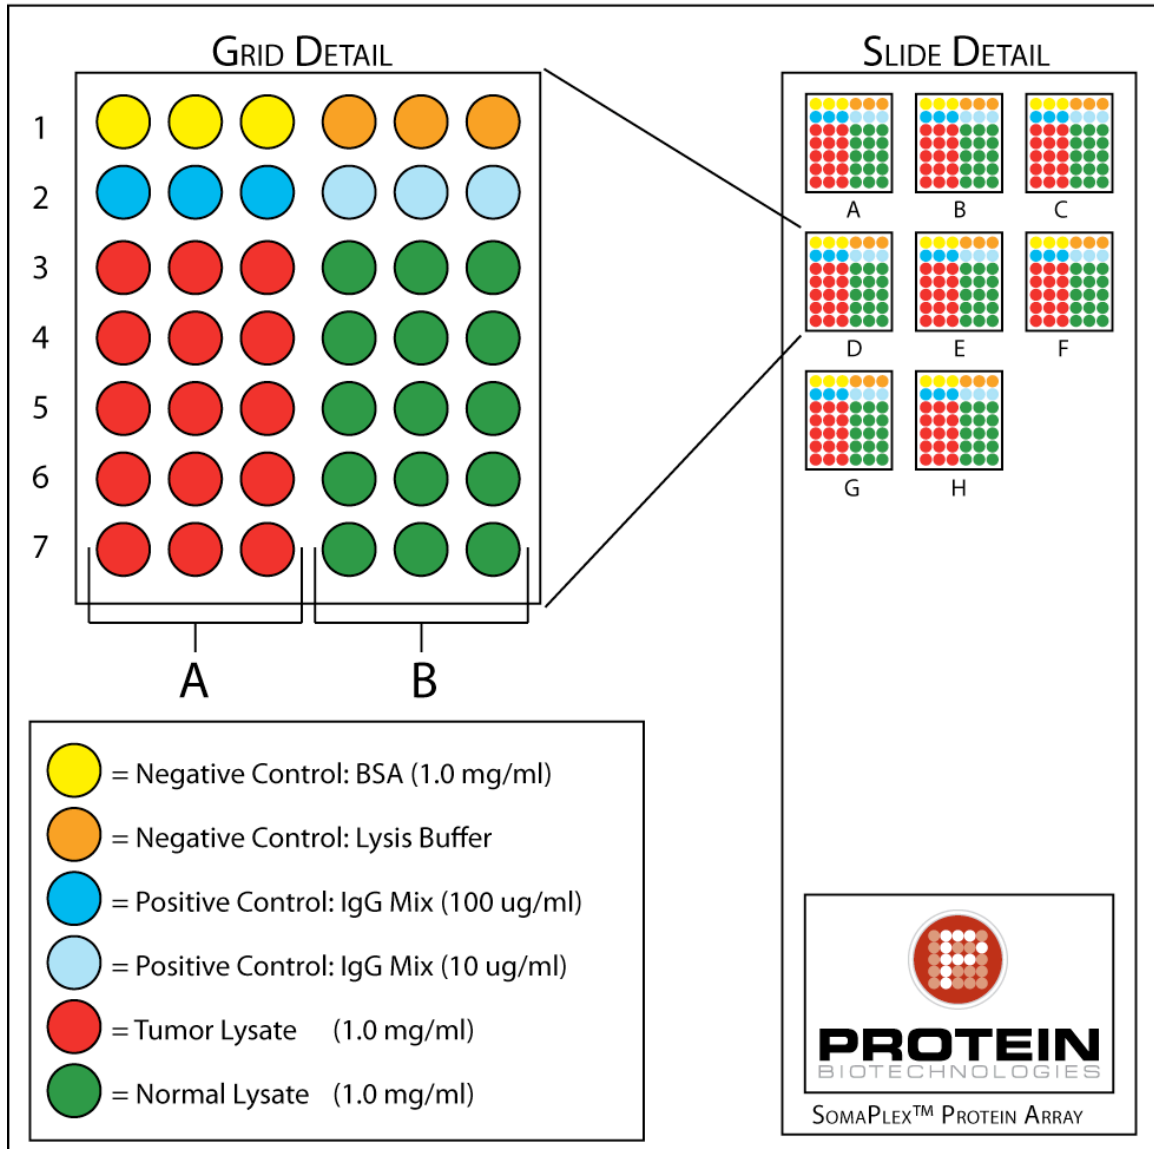 Grid Detail
1
2
3
4
5
6
7
A
B
= Negative Control: BSA (1.0 mg/ml)
= Negative Control: Lysis Buffer
= Positive Control: IgG Mix (100 ug/ml)
= Positive Control: IgG Mix (10 ug/ml)
= Tumor Lysate (1.0 mg/ml)
= Normal Lysate (1.0 mg/ml)
Slide Detail
A B C
D E F
G H
PROTEIN
BIOTECHNOLOGIES
SomaPlex™ Protein Array